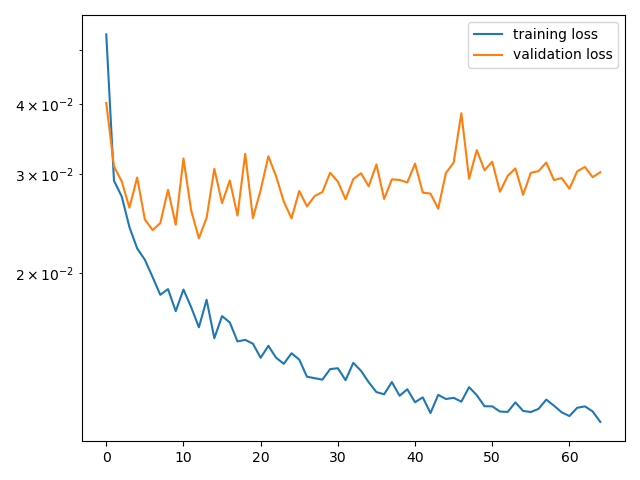 training loss
validation loss
4 × 10⁻²
3 × 10⁻²
2 × 10⁻²
0 10 20 30 40 50 60